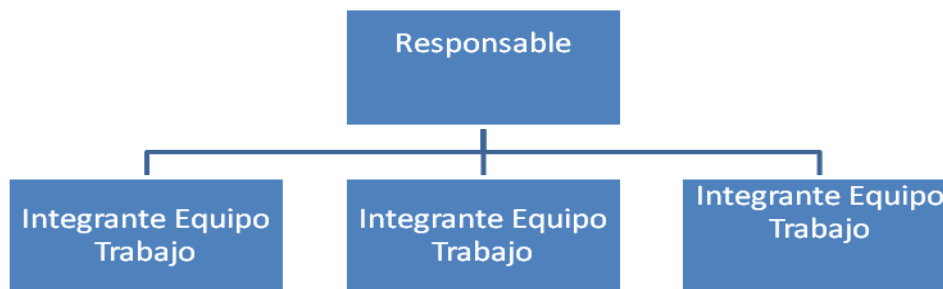 Responsable
Integrante Equipo
Trabajo
Integrante Equipo
Trabajo
Integrante Equipo
Trabajo